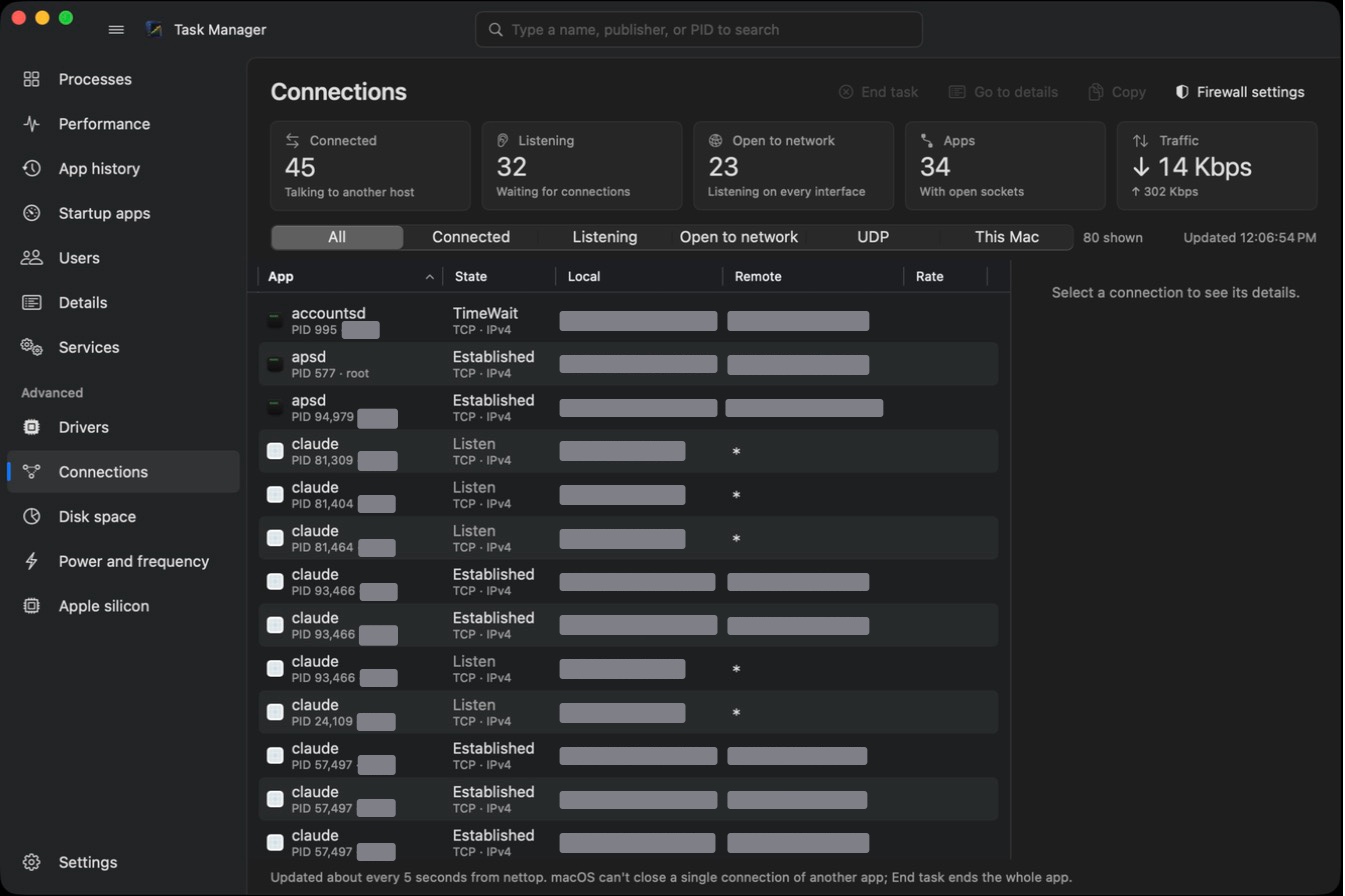 Task Manager
Type a name, publisher, or PID to search
Processes
Performance
App history
Startup apps
Users
Details
Services
Advanced
Drivers
Connections
Disk space
Power and frequency
Apple silicon
Settings
Connections
End task
Go to details
Copy
Firewall settings
Connected
45
Talking to another host
Listening
32
Waiting for connections
Open to network
23
Listening on every interface
Apps
34
With open sockets
Traffic
↓ 14 Kbps
↑ 302 Kbps
All
Connected
Listening
Open to network
UDP
This Mac
80 shown
Updated 12:06:54 PM
App State Local Remote Rate
accountsd TimeWait
PID 995 TCP · IPv4
apsd Established
PID 577 · root TCP · IPv4
apsd Established
PID 94,979 TCP · IPv4
claude Listen *
PID 81,309 TCP · IPv4
claude Listen *
PID 81,404 TCP · IPv4
claude Listen *
PID 81,464 TCP · IPv4
claude Established
PID 93,466 TCP · IPv4
claude Established
PID 93,466 TCP · IPv4
claude Listen *
PID 93,466 TCP · IPv4
claude Listen *
PID 24,109 TCP · IPv4
claude Established
PID 57,497 TCP · IPv4
claude Established
PID 57,497 TCP · IPv4
claude Established
PID 57,497 TCP · IPv4
Select a connection to see its details.
Updated about every 5 seconds from nettop. macOS can't close a single connection of another app; End task ends the whole app.